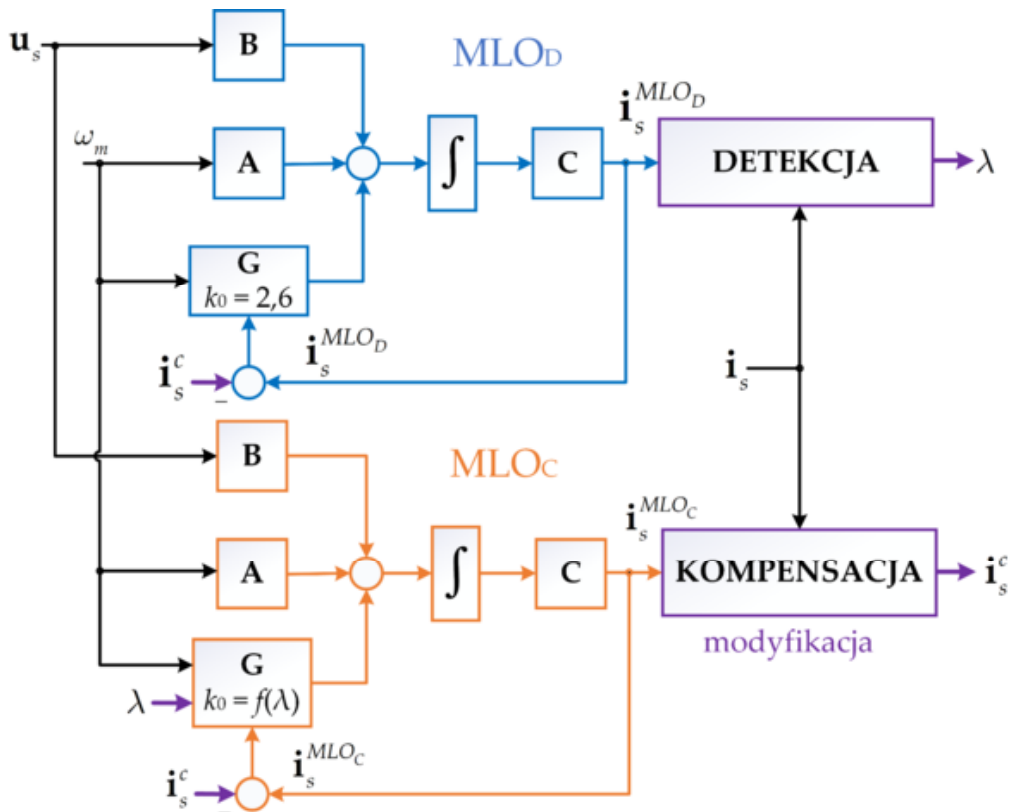 u_s
B
MLO_D
ω_m
A
∫
C
i_s^{MLO_D}
DETEKCJA
λ
G
k₀ = 2,6
i_s^{MLO_D}
i_s^c
−
i_s
B
MLO_C
i_s^{MLO_C}
A
∫
C
KOMPENSACJA
i_s^c
modyfikacja
G
k₀ = f(λ)
λ
i_s^{MLO_C}
i_s^c
−